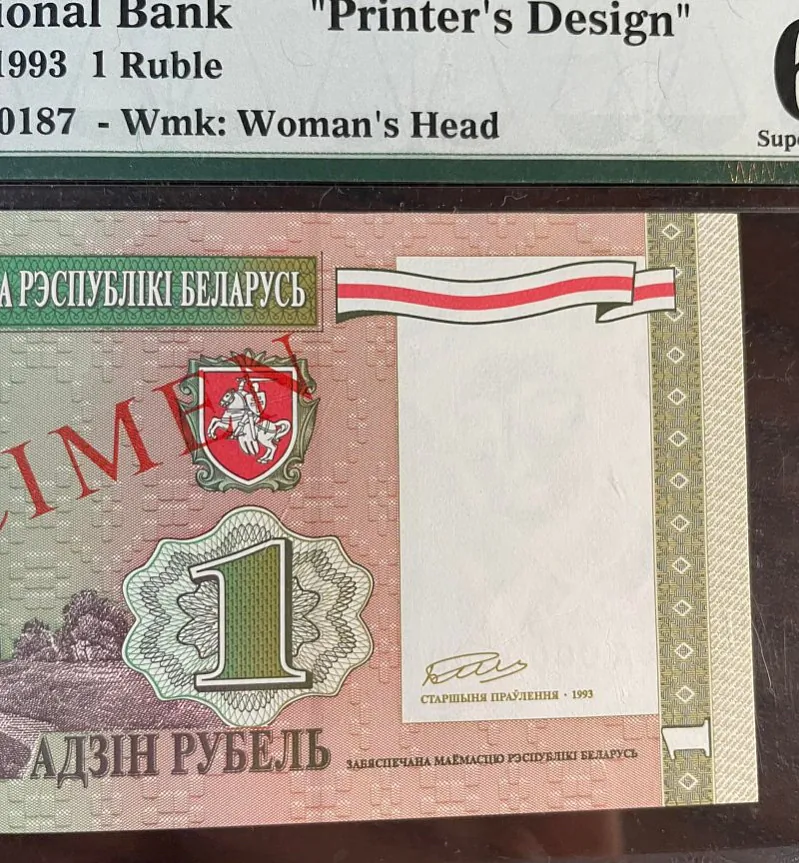 ional Bank "Printer's Design"
1993 1 Ruble
0187 - Wmk: Woman's Head
А РЭСПУБЛІКІ БЕЛАРУСЬ
IMEN
1
СТАРШЫНЯ ПРАЎЛЕННЯ · 1993
АДЗІН РУБЕЛЬ
ЗАБЯСПЕЧАНА МАЁМАСЦЮ РЭСПУБЛІКІ БЕЛАРУСЬ
1